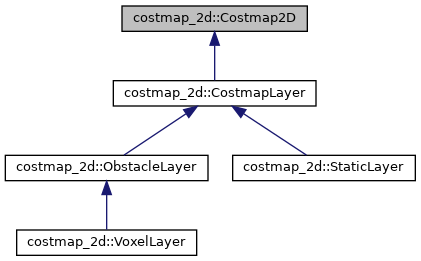 costmap_2d::Costmap2D
costmap_2d::CostmapLayer
costmap_2d::ObstacleLayer
costmap_2d::StaticLayer
costmap_2d::VoxelLayer